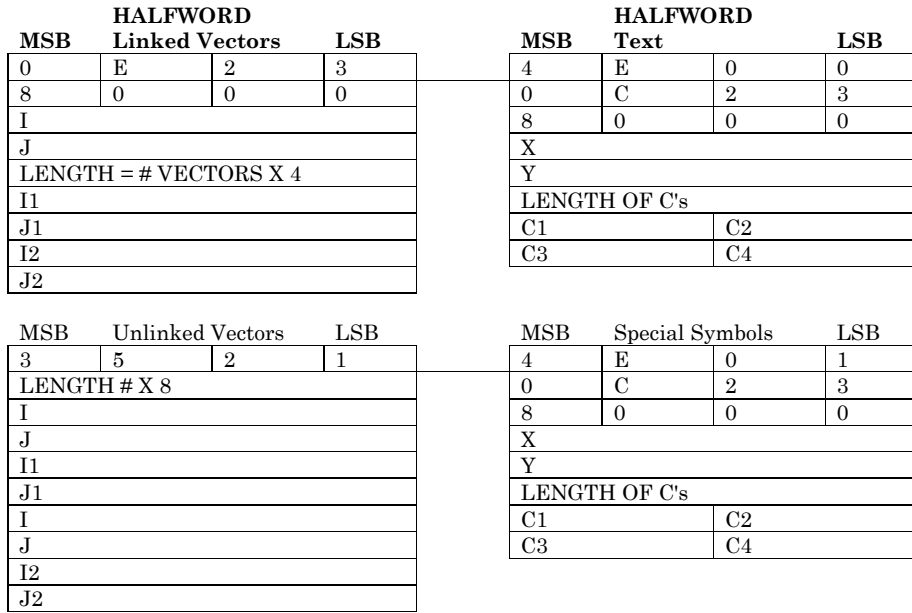 HALFWORD
MSB Linked Vectors LSB
0 E 2 3
8 0 0 0
I
J
LENGTH = # VECTORS X 4
I1
J1
I2
J2
HALFWORD
MSB Text LSB
4 E 0 0
0 C 2 3
8 0 0 0
X
Y
LENGTH OF C's
C1 C2
C3 C4
MSB Unlinked Vectors LSB
3 5 2 1
LENGTH # X 8
I
J
I1
J1
I
J
I2
J2
MSB Special Symbols LSB
4 E 0 1
0 C 2 3
8 0 0 0
X
Y
LENGTH OF C's
C1 C2
C3 C4